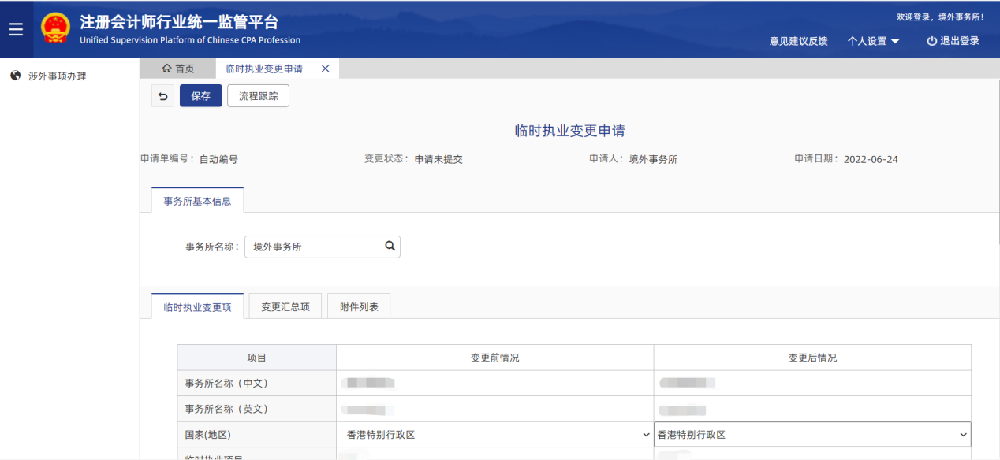 注册会计师行业统一监管平台
Unified Supervision Platform of Chinese CPA Profession
欢迎登录，境外事务所！
意见建议反馈 个人设置 退出登录
涉外事项办理
首页 临时执业变更申请
保存 流程跟踪
临时执业变更申请
申请单编号：自动编号 变更状态：申请未提交 申请人：境外事务所 申请日期：2022-06-24
事务所基本信息
事务所名称：境外事务所
临时执业变更项 变更汇总项 附件列表
项目 变更前情况 变更后情况
事务所名称（中文）
事务所名称（英文）
国家(地区) 香港特别行政区 香港特别行政区
临时执业项目